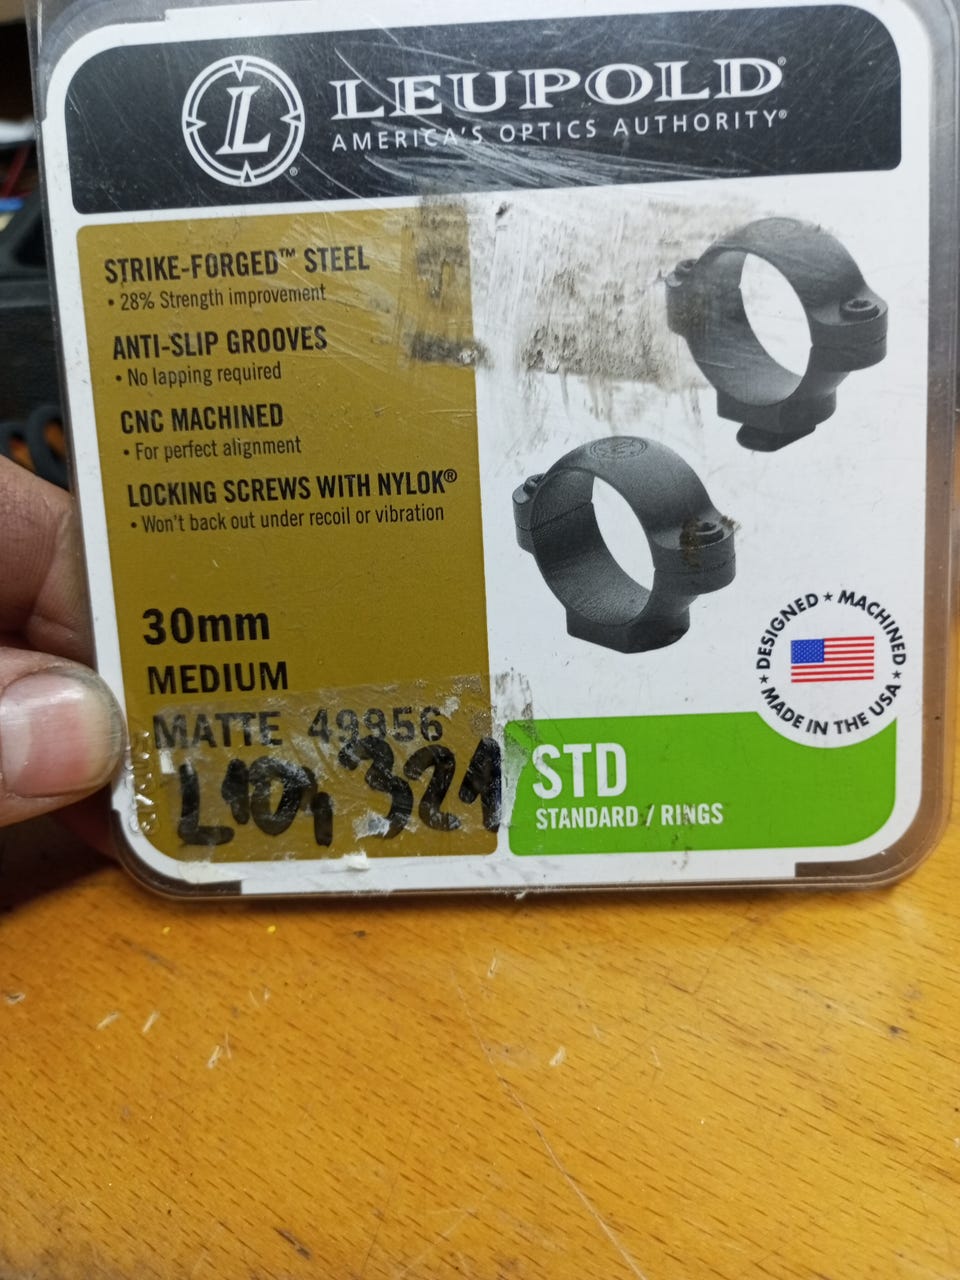 LEUPOLD®
AMERICA'S OPTICS AUTHORITY®
L®
STRIKE-FORGED™ STEEL
• 28% Strength improvement
ANTI-SLIP GROOVES
• No lapping required
CNC MACHINED
• For perfect alignment
LOCKING SCREWS WITH NYLOK®
• Won't back out under recoil or vibration
30mm
MEDIUM
MATTE 49956
321
DESIGNED ★ MACHINED ★ MADE IN THE USA ★
STD
STANDARD / RINGS